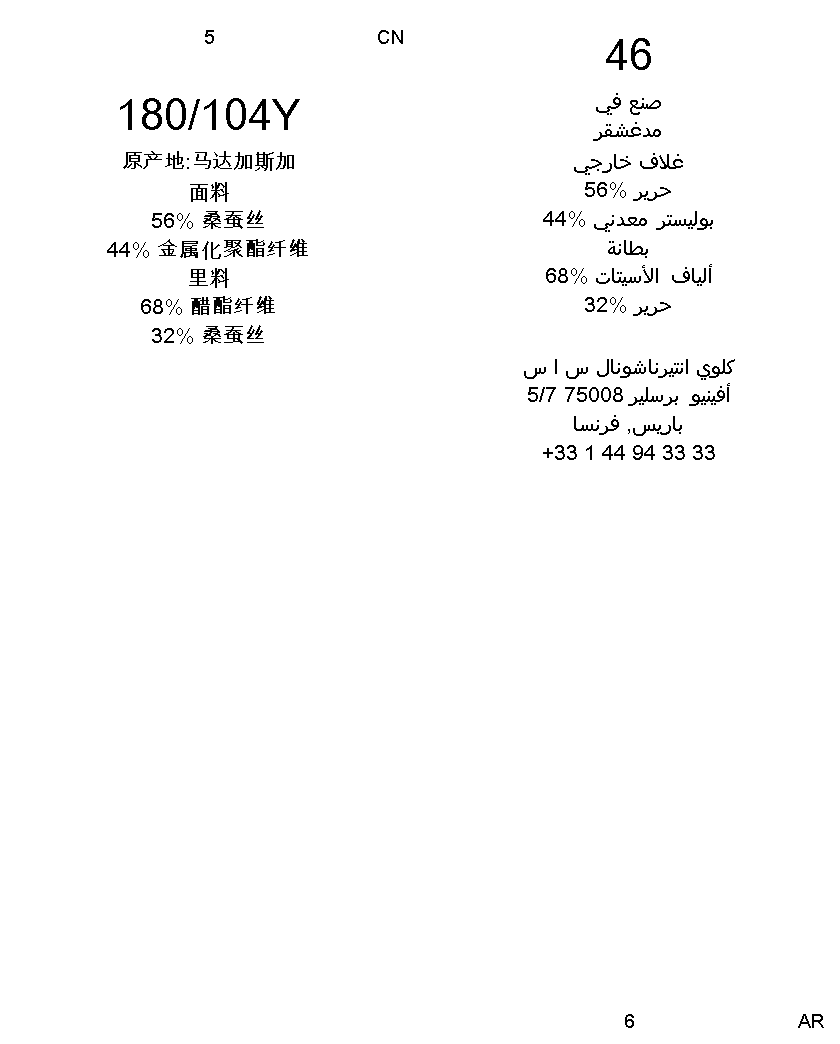 5
CN
180/104Y
原产地:马达加斯加
面料
56% 桑蚕丝
44% 金属化聚酯纤维
里料
68% 醋酯纤维
32% 桑蚕丝
46
صنع في
مدغشقر
غلاف خارجي
حرير %56
بوليستر معدني %44
بطانة
ألياف الأسيتات %68
حرير %32
كلوي انتيرناشونال س ا س
أفينيو برسلير 75008 5/7
باريس, فرنسا
+33 1 44 94 33 33
6
AR